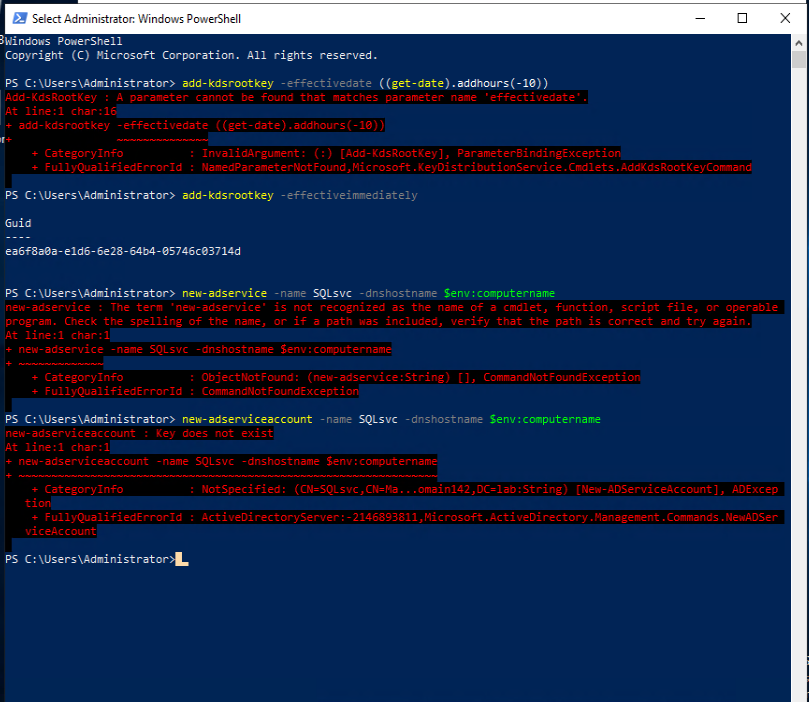 Select Administrator: Windows PowerShell
Windows PowerShell
Copyright (C) Microsoft Corporation. All rights reserved.
PS C:\Users\Administrator> add-kdsrootkey -effectivedate ((get-date).addhours(-10))
Add-KdsRootKey : A parameter cannot be found that matches parameter name 'effectivedate'.
At line:1 char:16
+ add-kdsrootkey -effectivedate ((get-date).addhours(-10))
+                ~~~~~~~~~~~~~~
    + CategoryInfo          : InvalidArgument: (:) [Add-KdsRootKey], ParameterBindingException
    + FullyQualifiedErrorId : NamedParameterNotFound,Microsoft.KeyDistributionService.Cmdlets.AddKdsRootKeyCommand
PS C:\Users\Administrator> add-kdsrootkey -effectiveimmediately
Guid
----
ea6f8a0a-e1d6-6e28-64b4-05746c03714d
PS C:\Users\Administrator> new-adservice -name SQLsvc -dnshostname $env:computername
new-adservice : The term 'new-adservice' is not recognized as the name of a cmdlet, function, script file, or operable
program. Check the spelling of the name, or if a path was included, verify that the path is correct and try again.
At line:1 char:1
+ new-adservice -name SQLsvc -dnshostname $env:computername
+ ~~~~~~~~~~~~~
    + CategoryInfo          : ObjectNotFound: (new-adservice:String) [], CommandNotFoundException
    + FullyQualifiedErrorId : CommandNotFoundException
PS C:\Users\Administrator> new-adserviceaccount -name SQLsvc -dnshostname $env:computername
new-adserviceaccount : Key does not exist
At line:1 char:1
+ new-adserviceaccount -name SQLsvc -dnshostname $env:computername
+ ~~~~~~~~~~~~~~~~~~~~~~~~~~~~~~~~~~~~~~~~~~~~~~~~~~~~~~~~~~~~~~~~
    + CategoryInfo          : NotSpecified: (CN=SQLsvc,CN=Ma...omain142,DC=lab:String) [New-ADServiceAccount], ADExcep
   tion
    + FullyQualifiedErrorId : ActiveDirectoryServer:-2146893811,Microsoft.ActiveDirectory.Management.Commands.NewADSer
   viceAccount
PS C:\Users\Administrator>